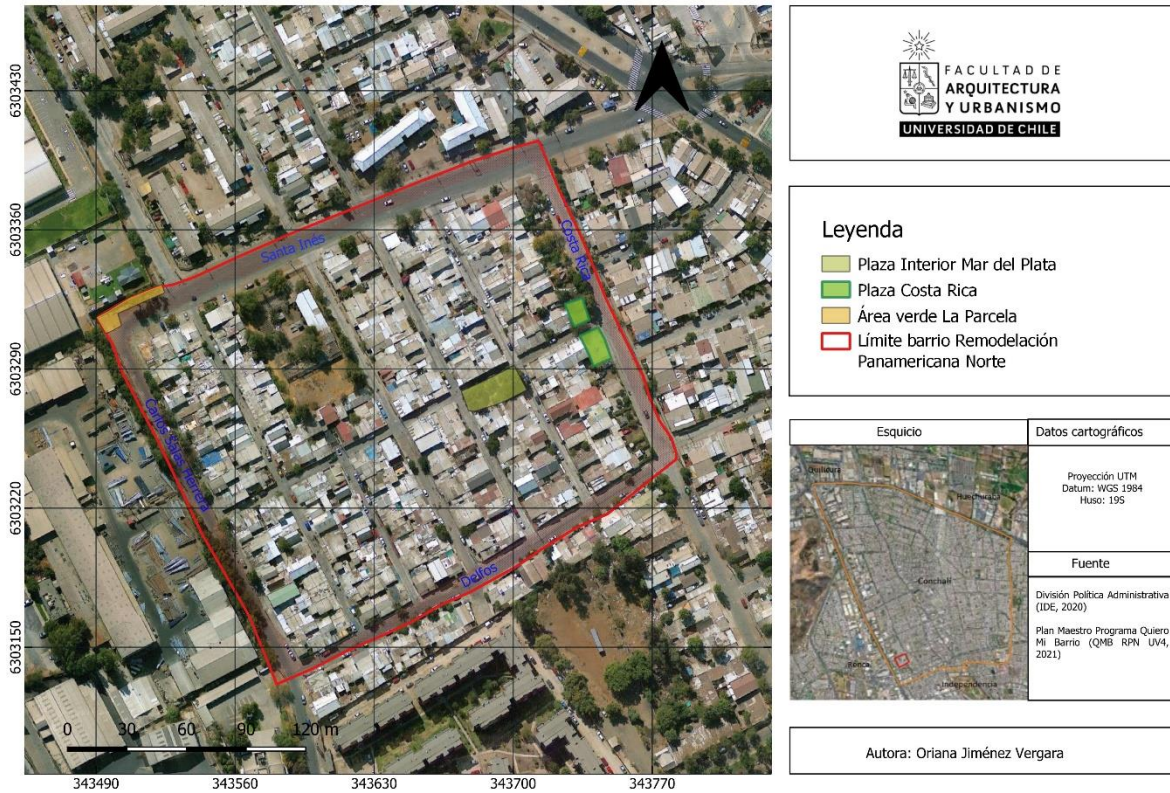 6303430
6303360
6303290
6303220
6303150
343490
343560
343630
343700
343770
Santa Inés
Costa Rica
Carlos Salas Herrera
Delfos
0 30 60 90 120 m
FACULTAD DE
ARQUITECTURA
Y URBANISMO
UNIVERSIDAD DE CHILE
Leyenda
Plaza Interior Mar del Plata
Plaza Costa Rica
Área verde La Parcela
Límite barrio Remodelación
Panamericana Norte
Esquicio
Quilicura
Huechuraba
Conchalí
Renca
Independencia
Datos cartográficos
Proyección UTM
Datum: WGS 1984
Huso: 19S
Fuente
División Política Administrativa
(IDE, 2020)
Plan Maestro Programa Quiero
Mi Barrio (QMB RPN UV4,
2021)
Autora: Oriana Jiménez Vergara